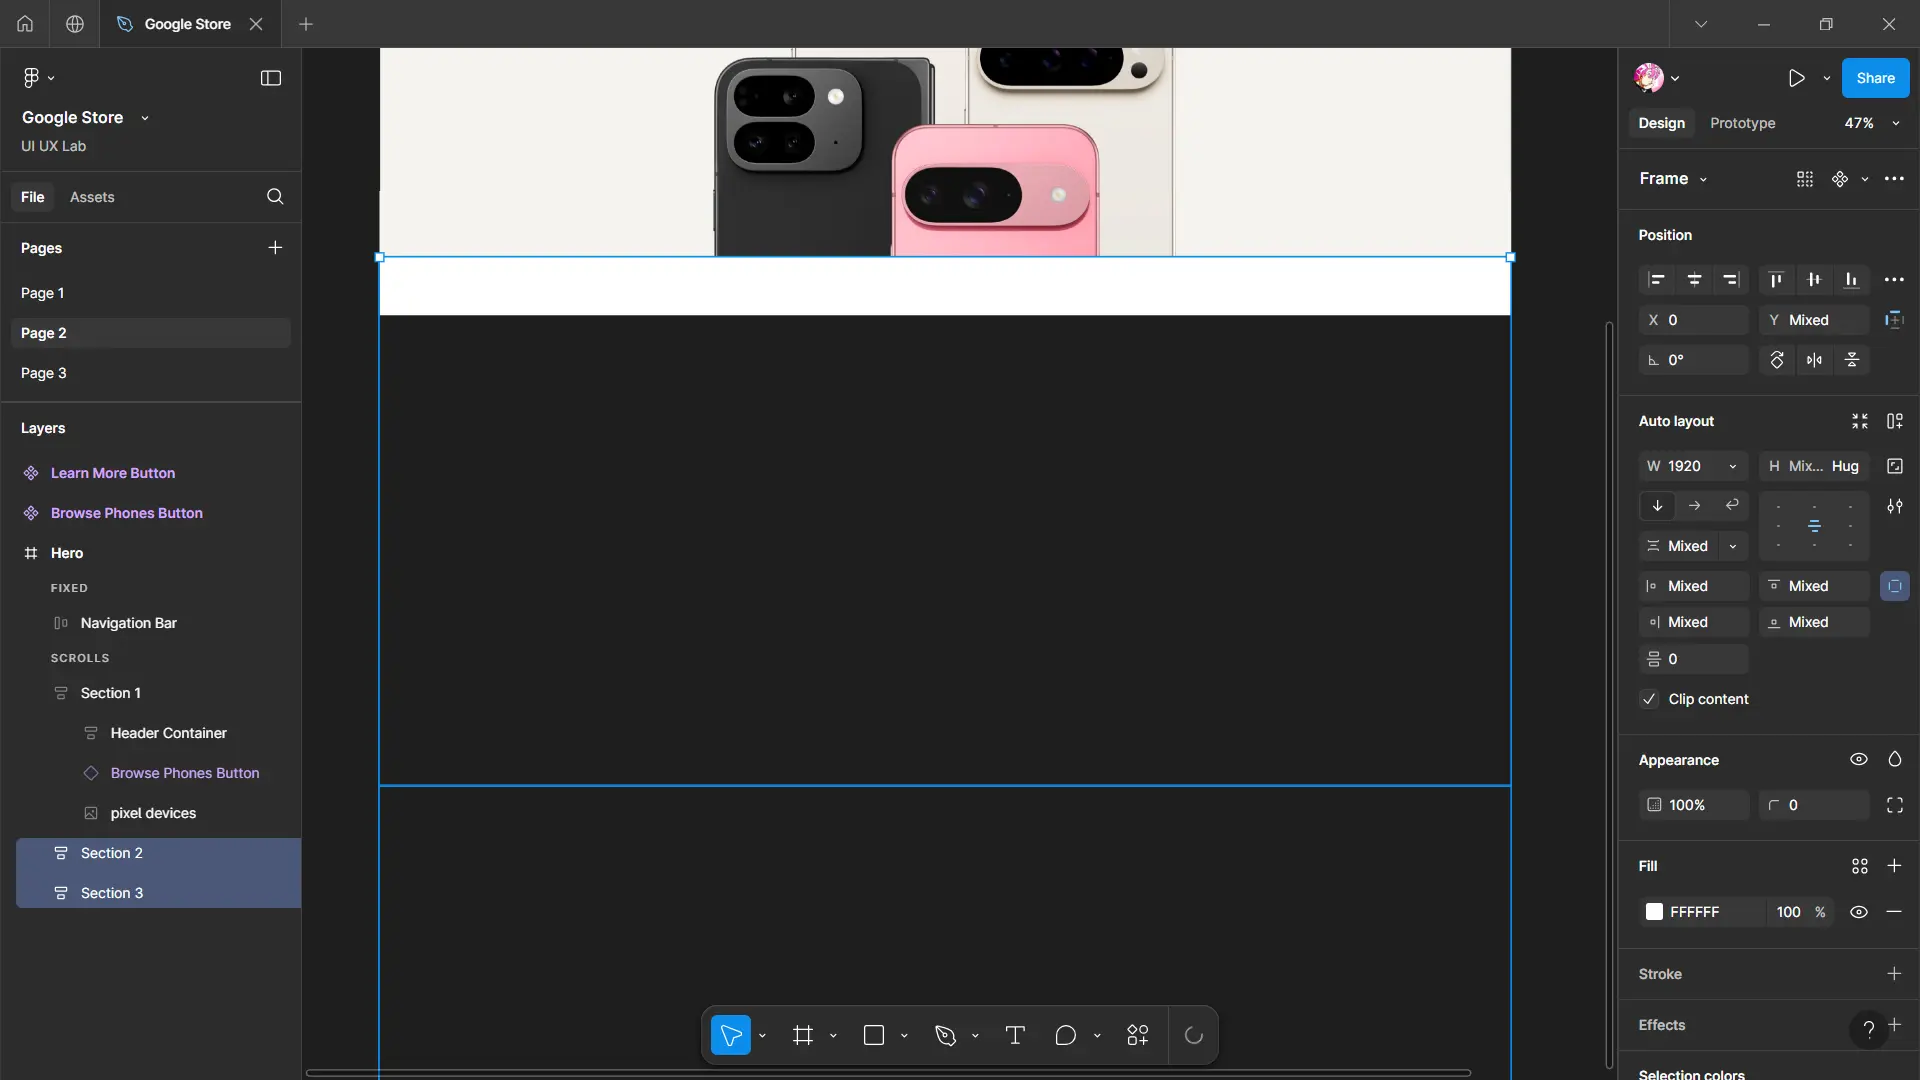 Google Store
Google Store
UI UX Lab
File
Assets
Pages
Page 1
Page 2
Page 3
Layers
Learn More Button
Browse Phones Button
Hero
FIXED
Navigation Bar
SCROLLS
Section 1
Header Container
Browse Phones Button
pixel devices
Section 2
Section 3
Share
Design
Prototype
47%
Frame
Position
X 0
Y Mixed
0°
Auto layout
W 1920
H Mix... Hug
Mixed
Mixed
Mixed
Mixed
Mixed
0
Clip content
Appearance
100%
0
Fill
FFFFFF 100 %
Stroke
Effects
?
Selection colors